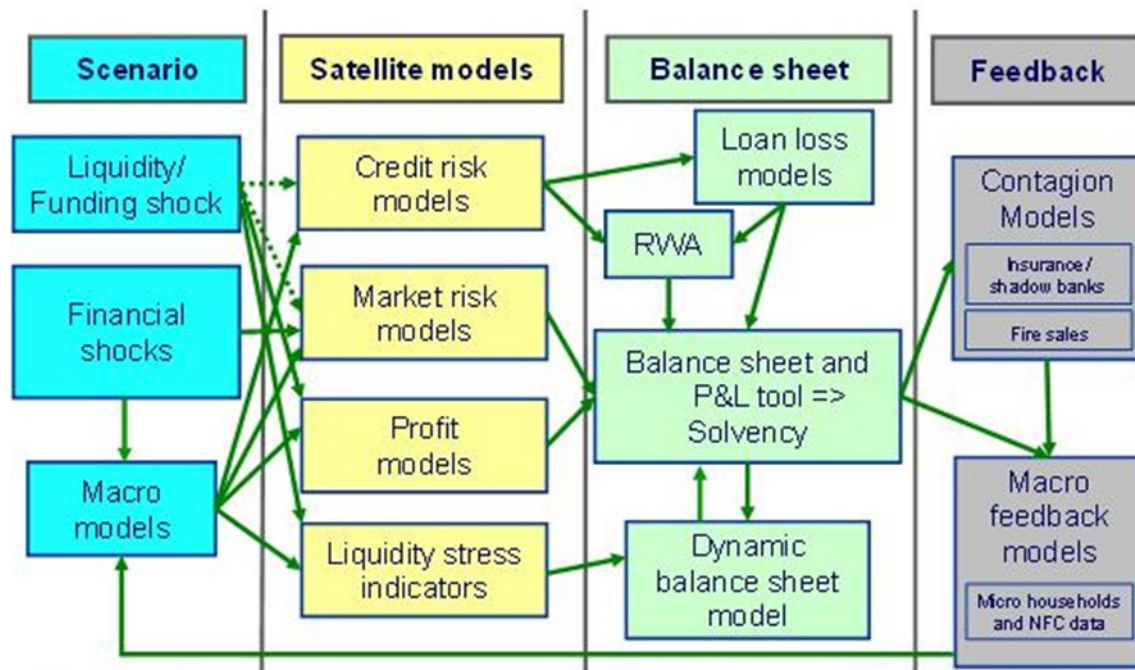 Scenario
Satellite models
Balance sheet
Feedback
Liquidity/
Funding shock
Financial
shocks
Macro
models
Credit risk
models
Market risk
models
Profit
models
Liquidity stress
indicators
Loan loss
models
RWA
Balance sheet and
P&L tool =>
Solvency
Dynamic
balance sheet
model
Contagion
Models
Insurance/
shadow banks
Fire sales
Macro
feedback
models
Micro households
and NFC data